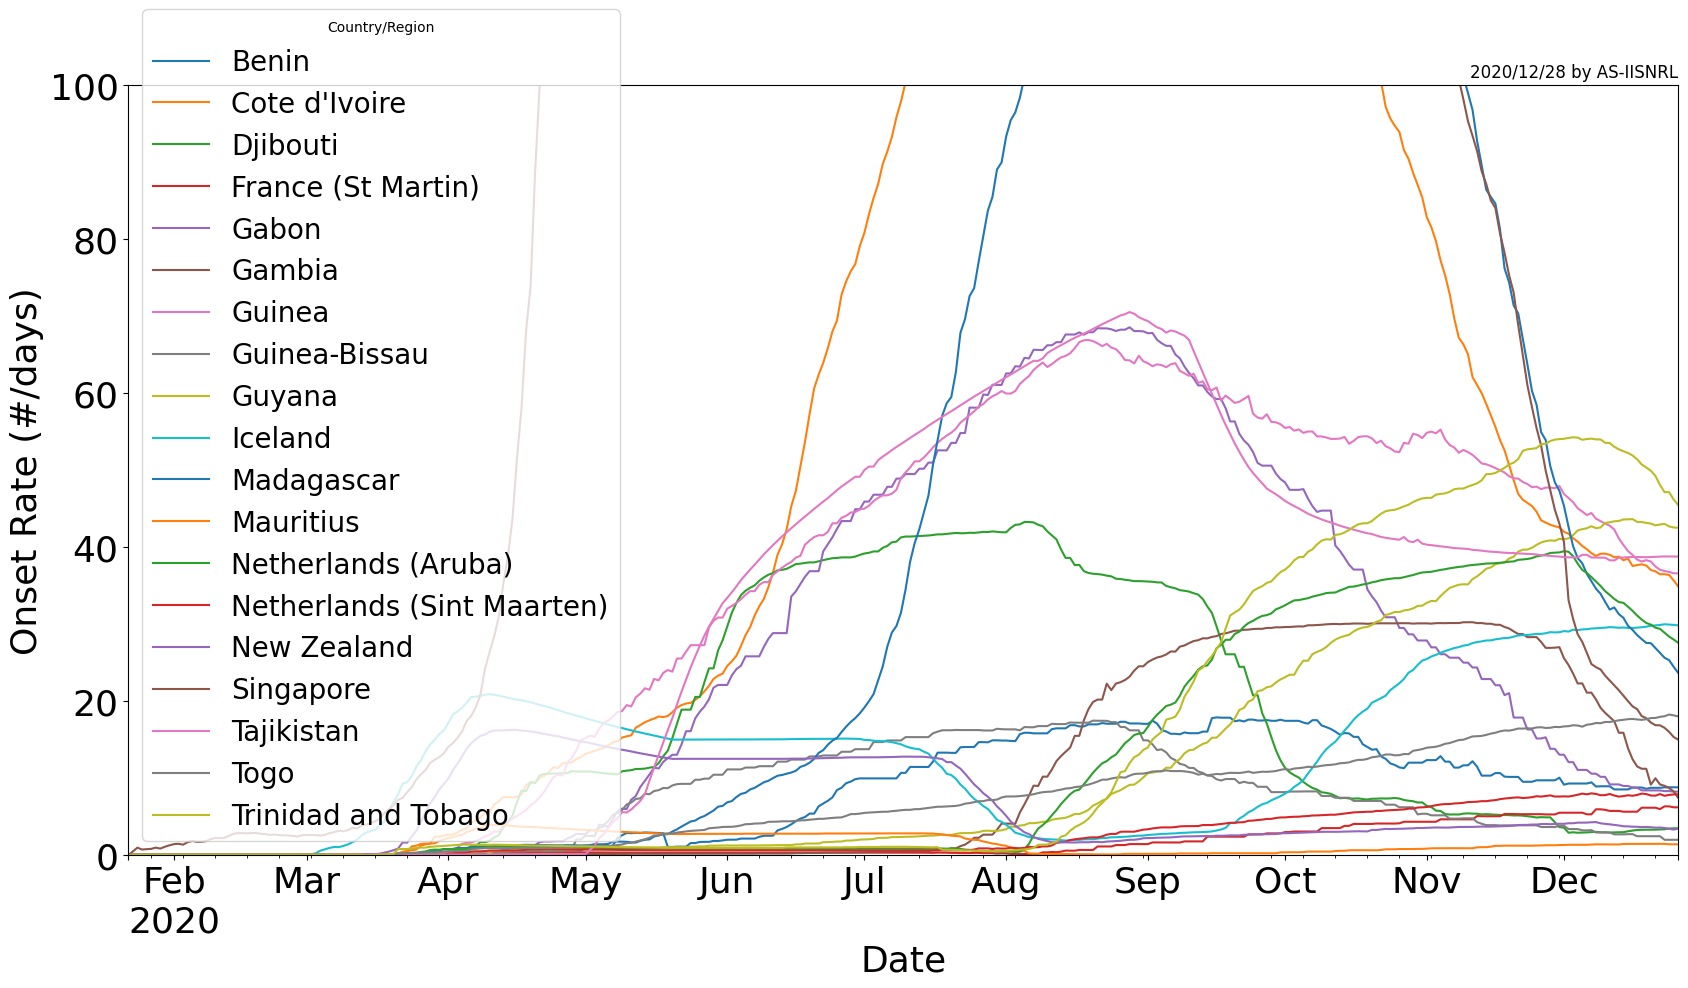 Country/Region
Benin
Cote d'Ivoire
Djibouti
France (St Martin)
Gabon
Gambia
Guinea
Guinea-Bissau
Guyana
Iceland
Madagascar
Mauritius
Netherlands (Aruba)
Netherlands (Sint Maarten)
New Zealand
Singapore
Tajikistan
Togo
Trinidad and Tobago
2020/12/28 by AS-IISNRL
100
80
60
40
20
0
Onset Rate (#/days)
Feb Mar Apr May Jun Jul Aug Sep Oct Nov Dec
2020
Date